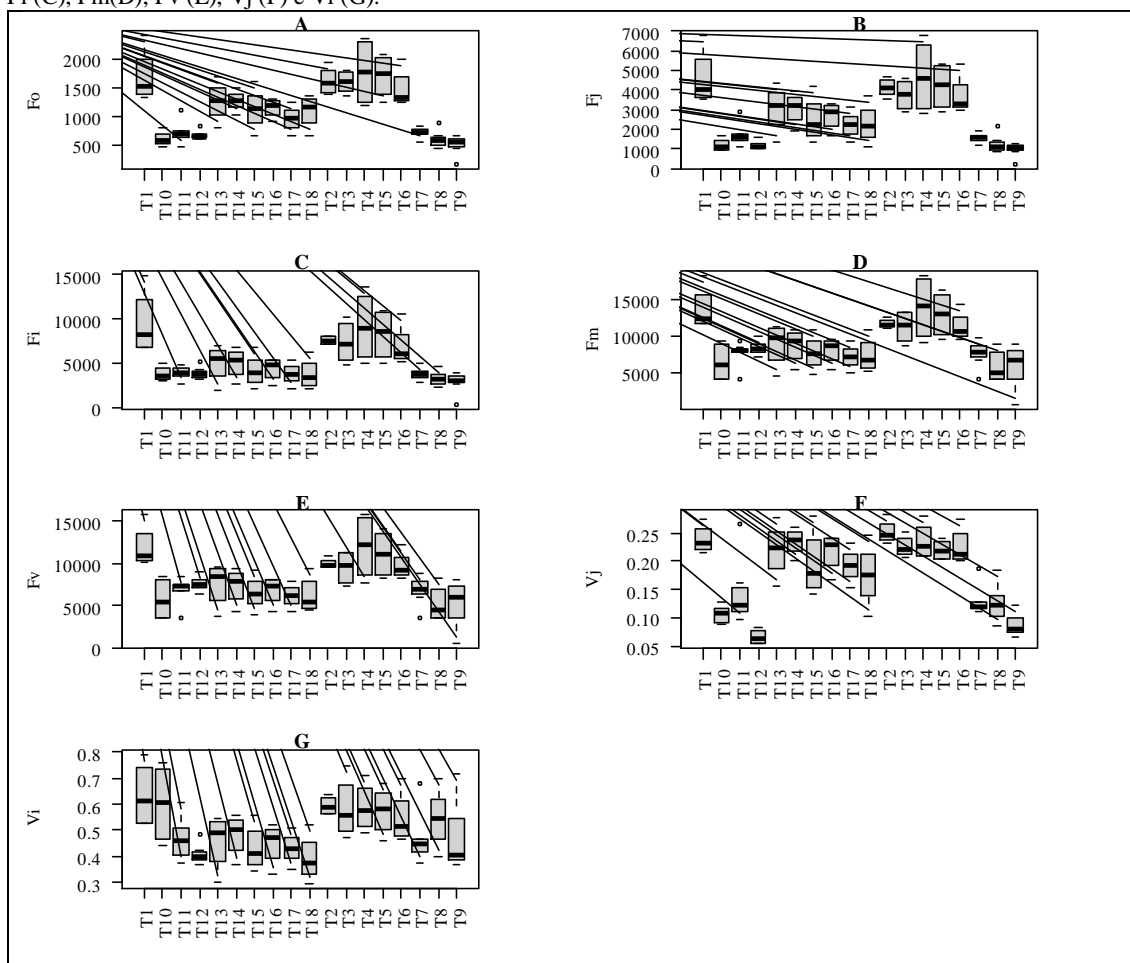 Fi (C), Fm(D), Fv (E), Vj (F) e Vi (G).
A
Fo
2000
1500
1000
500
T1 T10 T11 T12 T13 T14 T15 T16 T17 T18 T2 T3 T4 T5 T6 T7 T8 T9
B
Fj
7000
6000
5000
4000
3000
2000
1000
0
T1 T10 T11 T12 T13 T14 T15 T16 T17 T18 T2 T3 T4 T5 T6 T7 T8 T9
C
Fi
15000
10000
5000
0
T1 T10 T11 T12 T13 T14 T15 T16 T17 T18 T2 T3 T4 T5 T6 T7 T8 T9
D
Fm
15000
10000
5000
T1 T10 T11 T12 T13 T14 T15 T16 T17 T18 T2 T3 T4 T5 T6 T7 T8 T9
E
Fv
15000
10000
5000
0
T1 T10 T11 T12 T13 T14 T15 T16 T17 T18 T2 T3 T4 T5 T6 T7 T8 T9
F
Vj
0.25
0.20
0.15
0.10
0.05
T1 T10 T11 T12 T13 T14 T15 T16 T17 T18 T2 T3 T4 T5 T6 T7 T8 T9
G
Vi
0.8
0.7
0.6
0.5
0.4
0.3
T1 T10 T11 T12 T13 T14 T15 T16 T17 T18 T2 T3 T4 T5 T6 T7 T8 T9